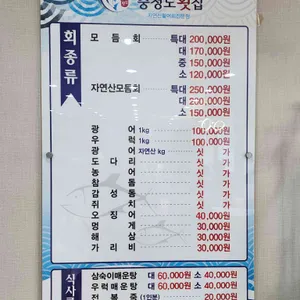 충청도횟집
회종류
모듬회 특대 200,000원
대 170,000원
중 150,000원
소 120,000원
자연산모듬회 특대 250,000원
대 200,000원
소 150,000원
광어 1kg 100,000원
우럭 1kg 100,000원
광어 자연산 kg 싯가
도다리 싯가
농어 싯가
참돔 싯가
감성돔 싯가
쥐치 싯가
오징어 40,000원
멍게 30,000원
해삼 30,000원
가리비 30,000원
식사류
삼숙이매운탕 대 60,000원 소 40,000원
우럭매운탕 대 60,000원 소 40,000원
전복죽 (1인분) 20,000원